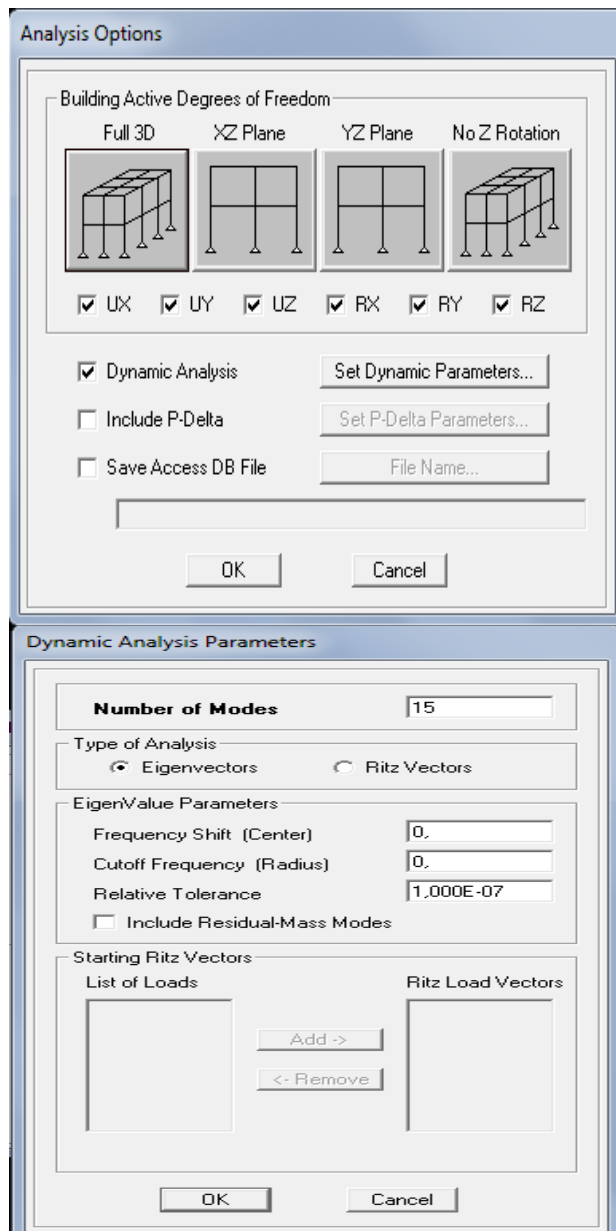 Analysis Options
Building Active Degrees of Freedom
Full 3D XZ Plane YZ Plane No Z Rotation
UX UY UZ RX RY RZ
Dynamic Analysis Set Dynamic Parameters...
Include P-Delta Set P-Delta Parameters...
Save Access DB File File Name...
OK Cancel
Dynamic Analysis Parameters
Number of Modes 15
Type of Analysis
Eigenvectors Ritz Vectors
EigenValue Parameters
Frequency Shift (Center) 0,
Cutoff Frequency (Radius) 0,
Relative Tolerance 1,000E-07
Include Residual-Mass Modes
Starting Ritz Vectors
List of Loads Ritz Load Vectors
Add ->
<- Remove
OK Cancel